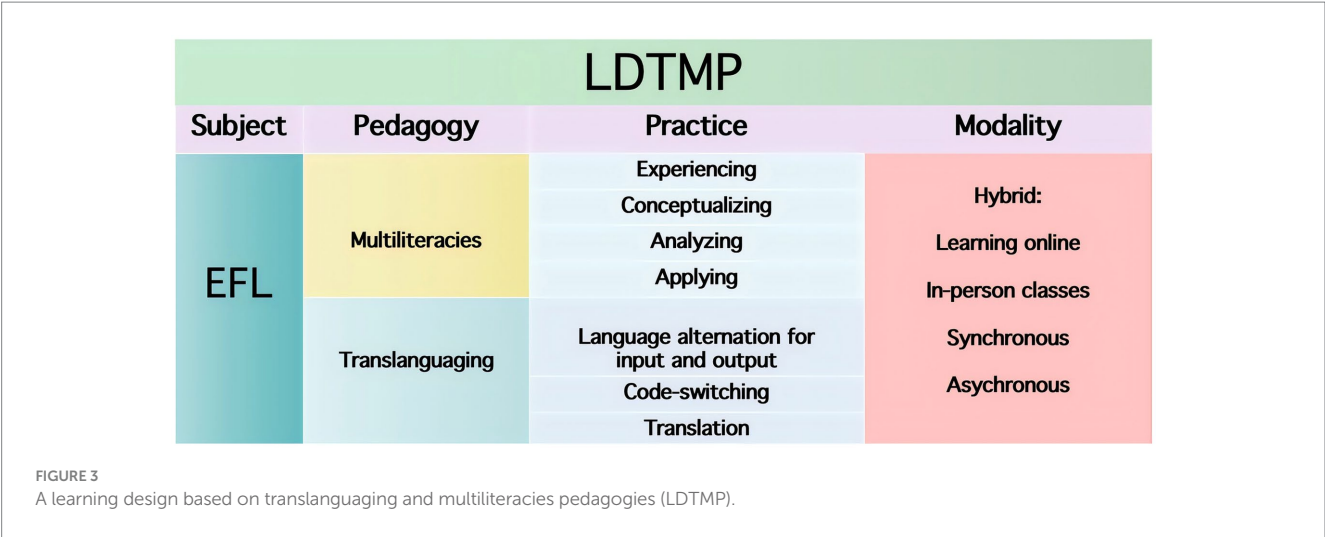 LDTMP
Subject Pedagogy Practice Modality
EFL
Multiliteracies
Experiencing
Conceptualizing
Analyzing
Applying
Translanguaging
Language alternation for
input and output
Code-switching
Translation
Hybrid:
Learning online
In-person classes
Synchronous
Asychronous
FIGURE 3
A learning design based on translanguaging and multiliteracies pedagogies (LDTMP).